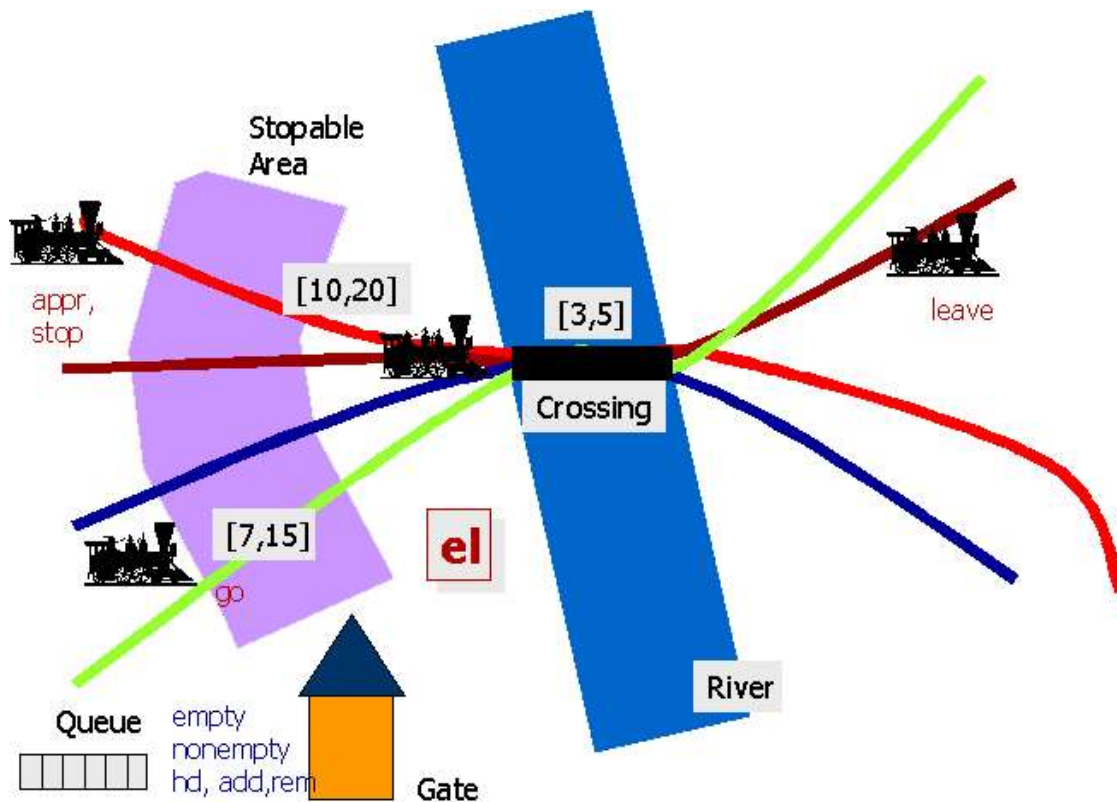 Stopable
Area
[10,20]
[3,5]
appr,
stop
leave
Crossing
[7,15]
el
go
River
Queue
empty
nonempty
hd, add,rem
Gate